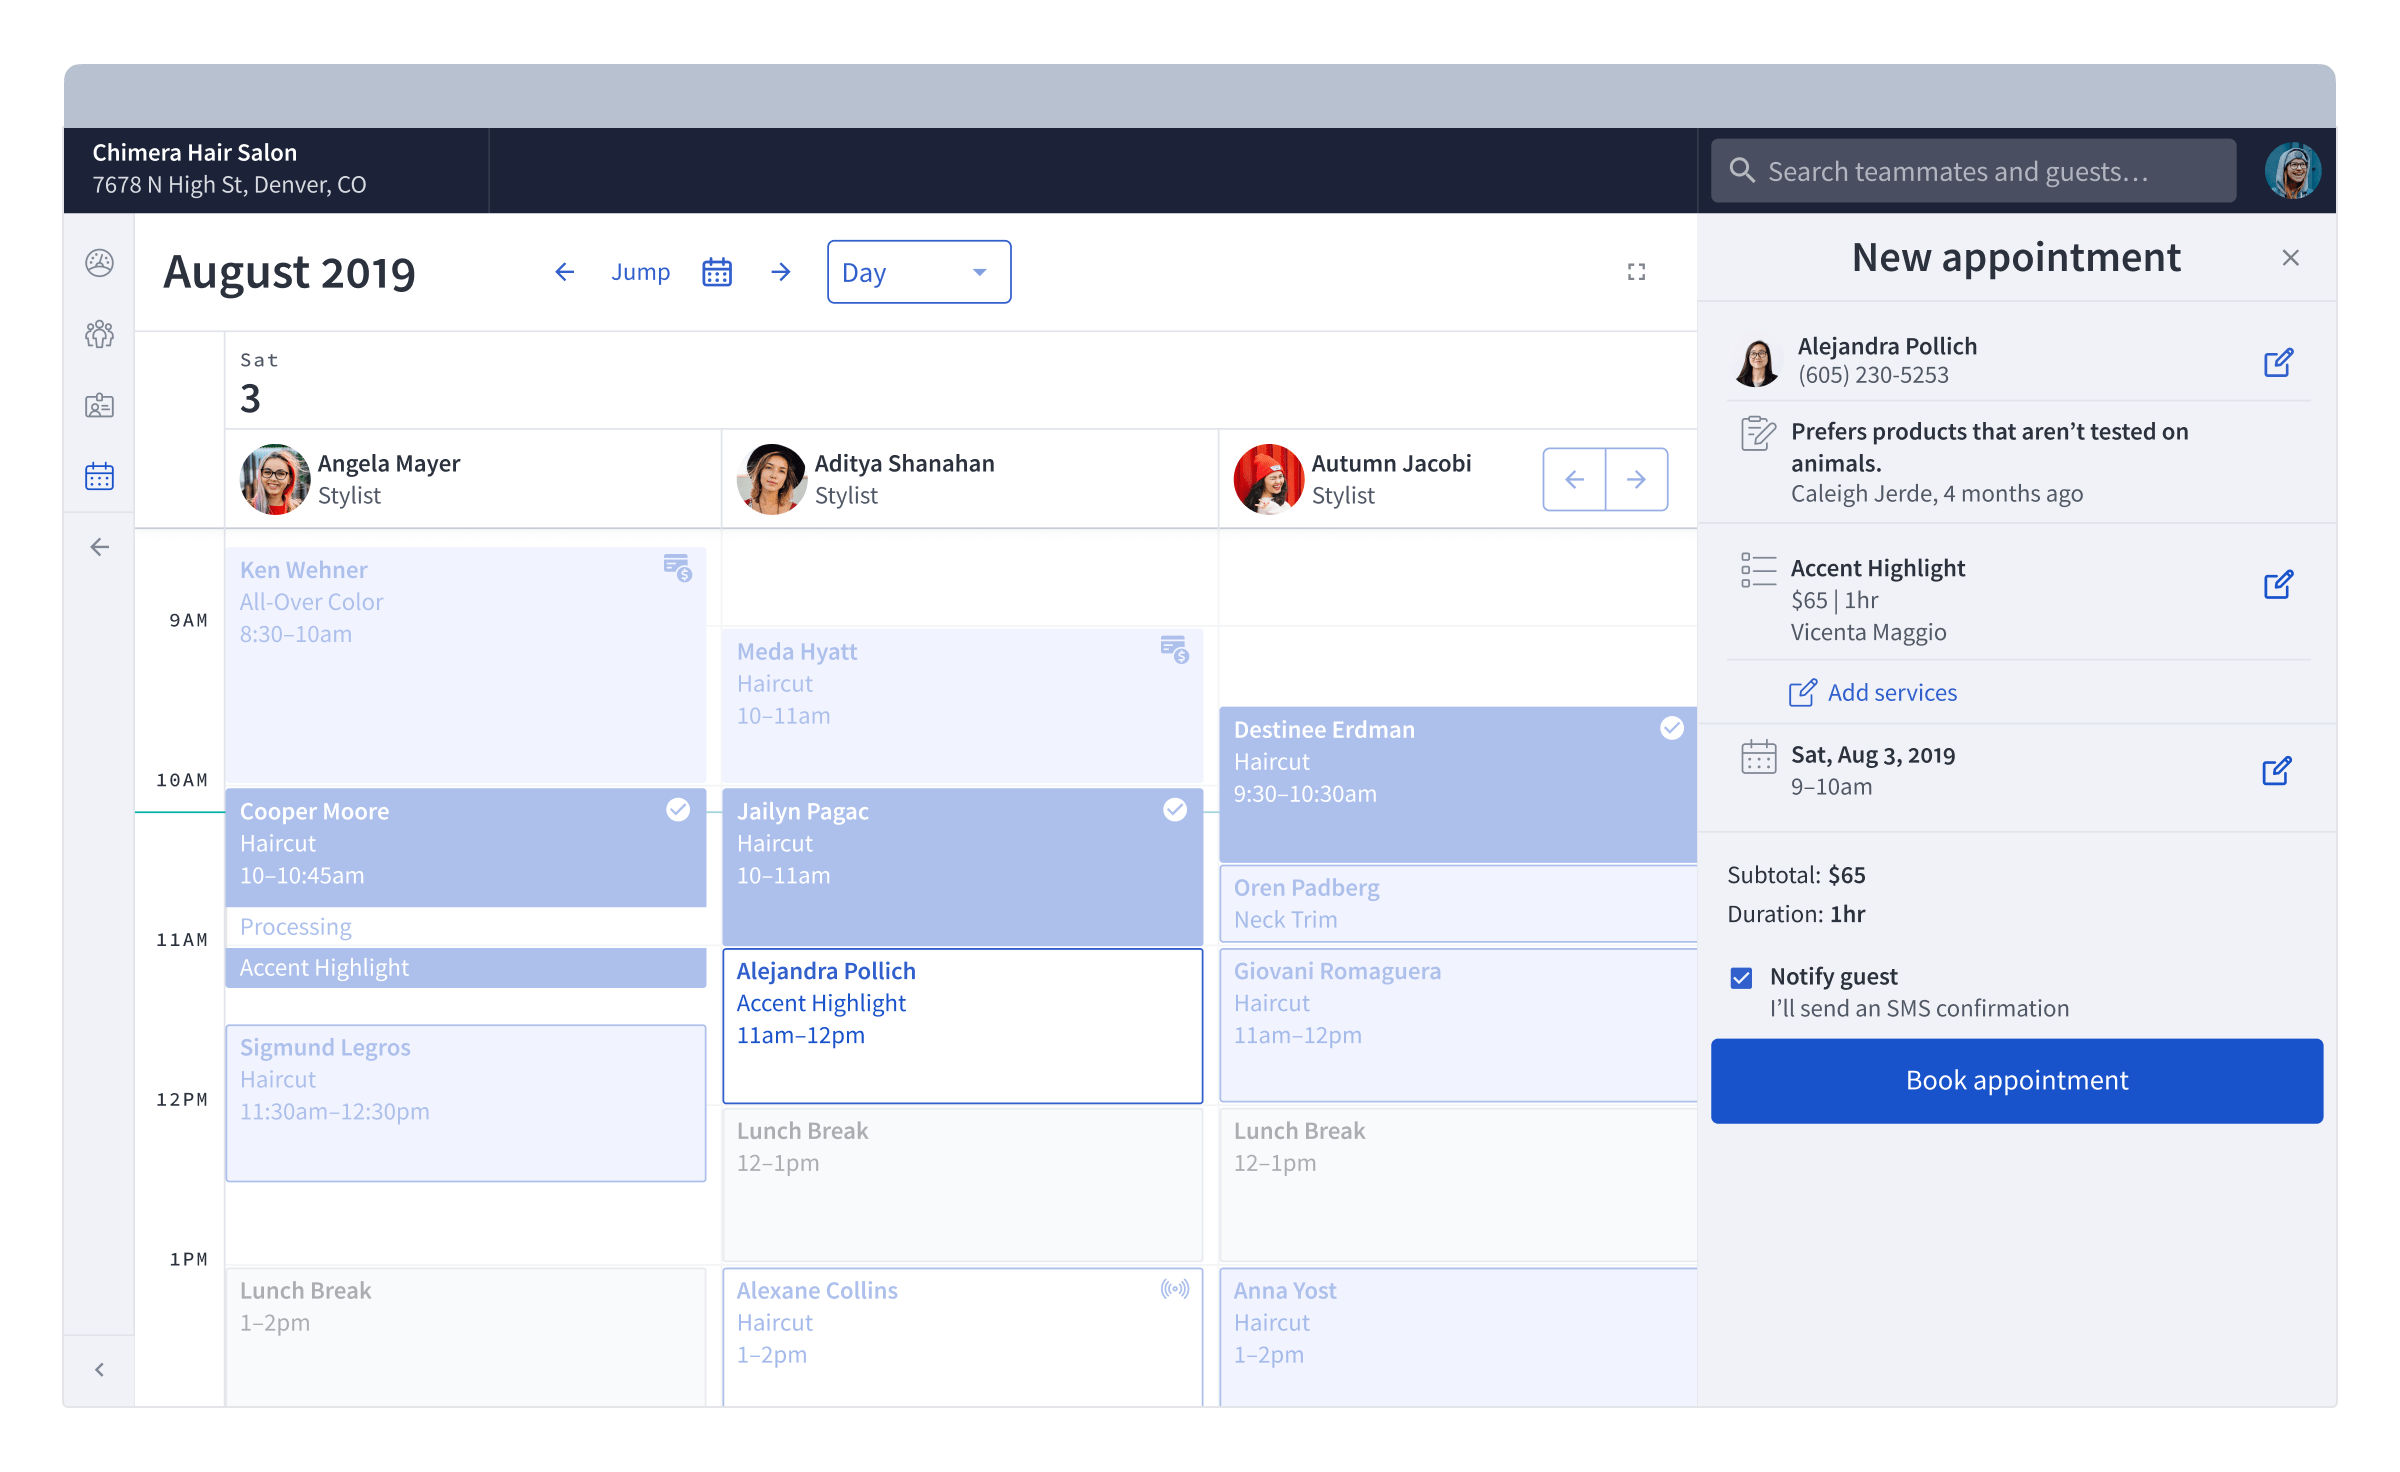 Chimera Hair Salon
7678 N High St, Denver, CO
Search teammates and guests…
August 2019
Jump
Day
Sat
3
Angela Mayer
Stylist
Aditya Shanahan
Stylist
Autumn Jacobi
Stylist
9AM
10AM
11AM
12PM
1PM
Ken Wehner
All-Over Color
8:30–10am
Cooper Moore
Haircut
10–10:45am
Processing
Accent Highlight
Sigmund Legros
Haircut
11:30am–12:30pm
Lunch Break
1–2pm
Meda Hyatt
Haircut
10–11am
Jailyn Pagac
Haircut
10–11am
Alejandra Pollich
Accent Highlight
11am–12pm
Lunch Break
12–1pm
Alexane Collins
Haircut
1–2pm
Destinee Erdman
Haircut
9:30–10:30am
Oren Padberg
Neck Trim
Giovani Romaguera
Haircut
11am–12pm
Lunch Break
12–1pm
Anna Yost
Haircut
1–2pm
New appointment
Alejandra Pollich
(605) 230-5253
Prefers products that aren’t tested on
animals.
Caleigh Jerde, 4 months ago
Accent Highlight
$65 | 1hr
Vicenta Maggio
Add services
Sat, Aug 3, 2019
9–10am
Subtotal: $65
Duration: 1hr
Notify guest
I’ll send an SMS confirmation
Book appointment